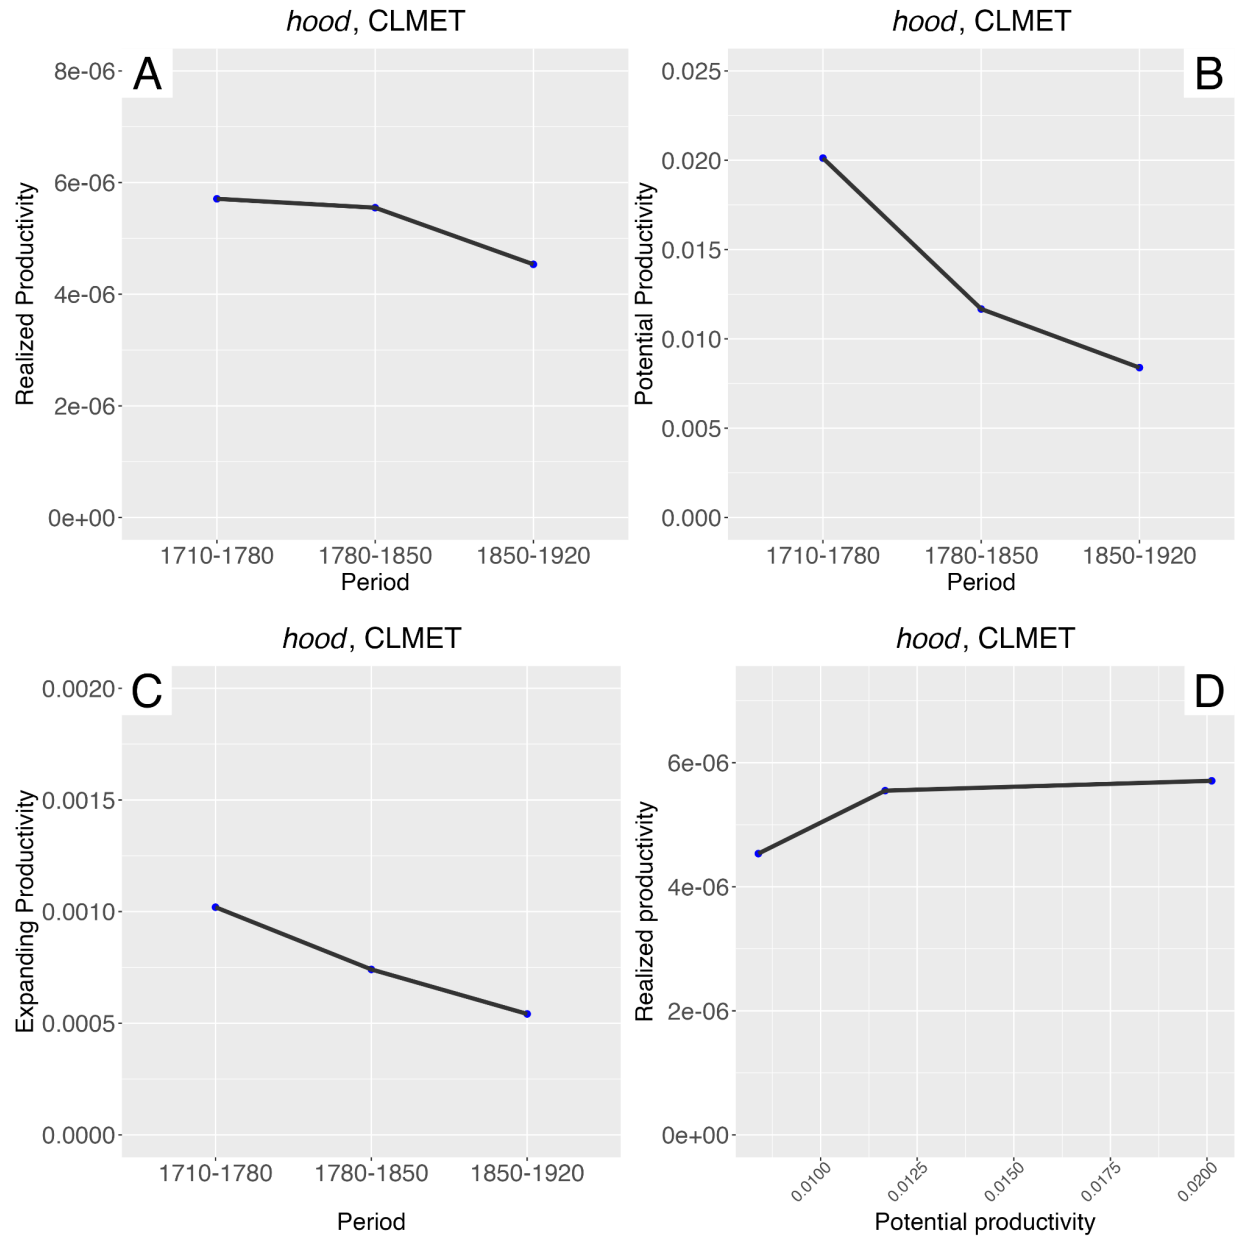 hood, CLMET
A
Realized Productivity
8e-06
6e-06
4e-06
2e-06
0e+00
1710-1780 1780-1850 1850-1920
Period
hood, CLMET
B
Potential Productivity
0.025
0.020
0.015
0.010
0.005
0.000
1710-1780 1780-1850 1850-1920
Period
hood, CLMET
C
Expanding Productivity
0.0020
0.0015
0.0010
0.0005
0.0000
1710-1780 1780-1850 1850-1920
Period
hood, CLMET
D
Realized productivity
6e-06
4e-06
2e-06
0e+00
0.0100 0.0125 0.0150 0.0175 0.0200
Potential productivity